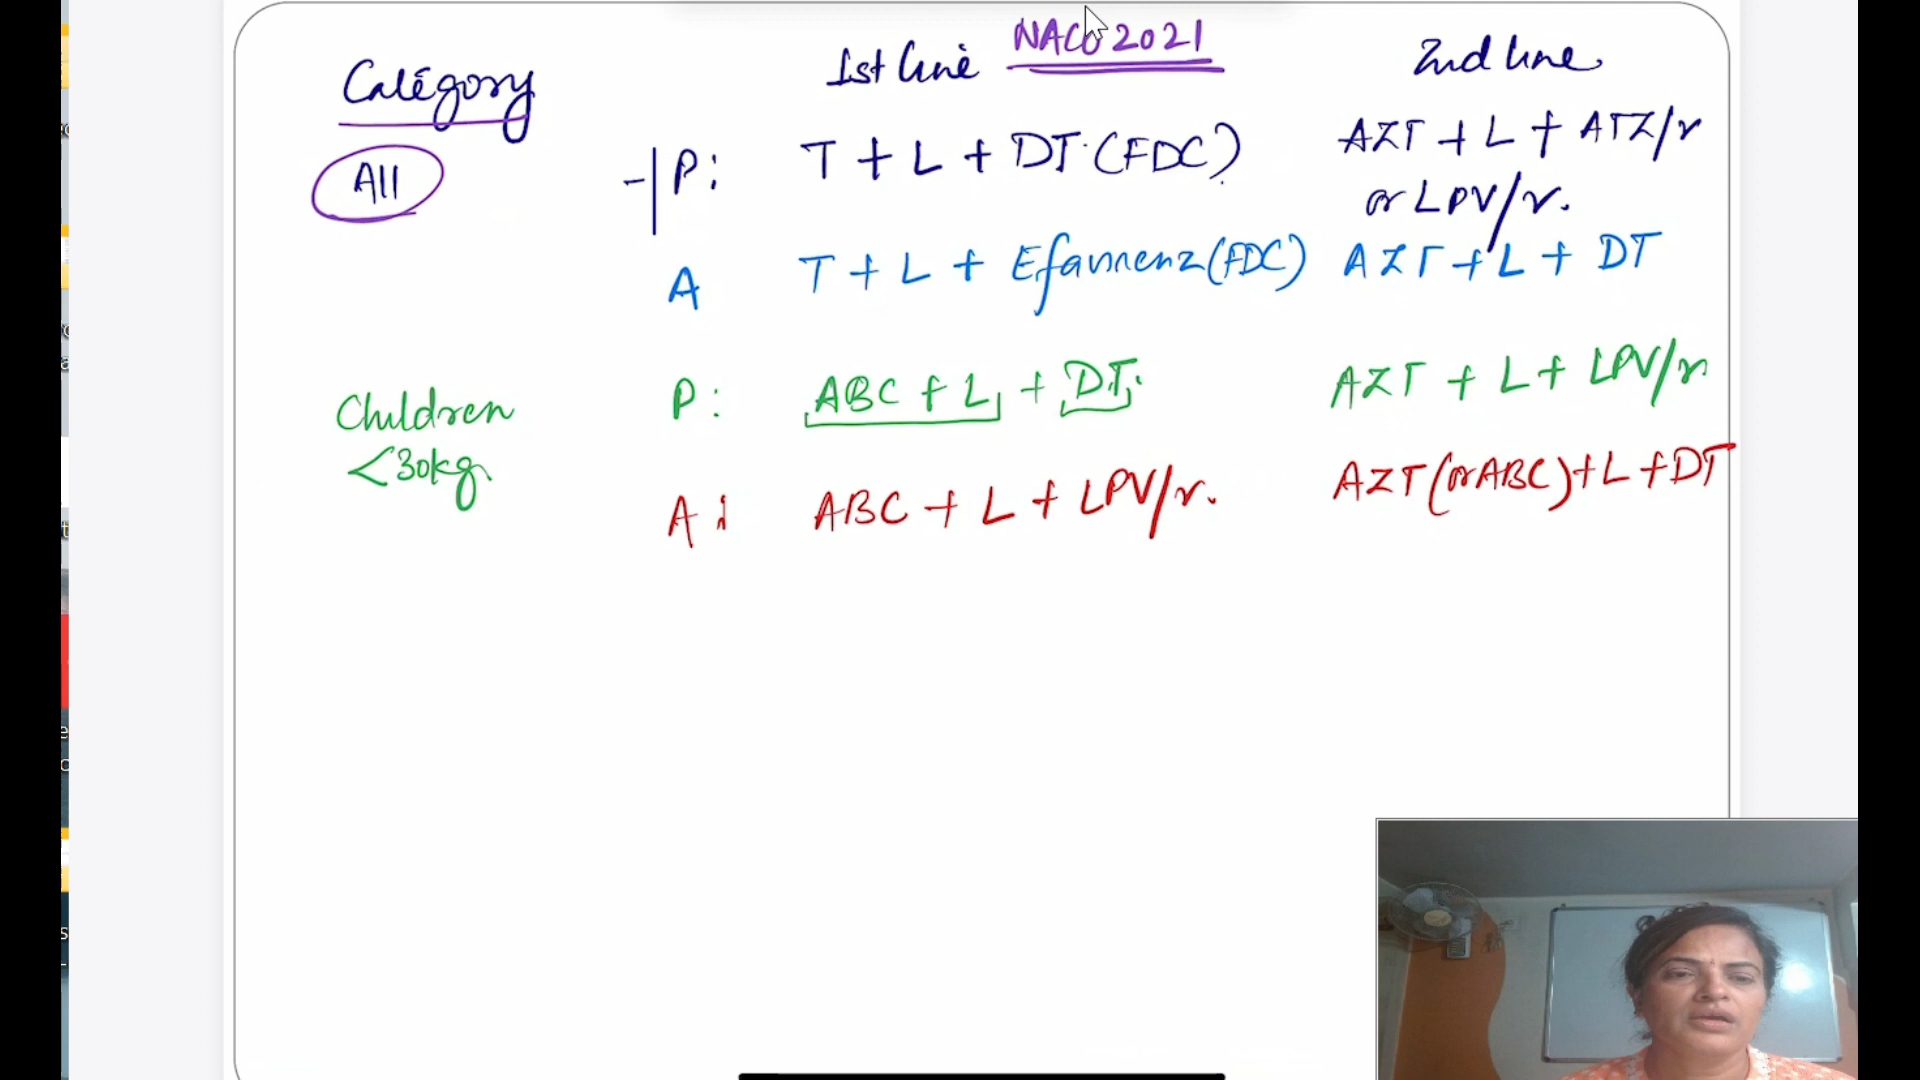 Category 1st line NACO 2021 2nd line
All -| P: T + L + DT. (FDC) AZT + L + ATZ/r
or LPV/r.
A T + L + Efavirenz (FDC) AZT + L + DT
Children P: ABC + L + DT. AZT + L + LPV/r.
<30kg.
A : ABC + L + LPV/r. AZT (or ABC) + L + DT